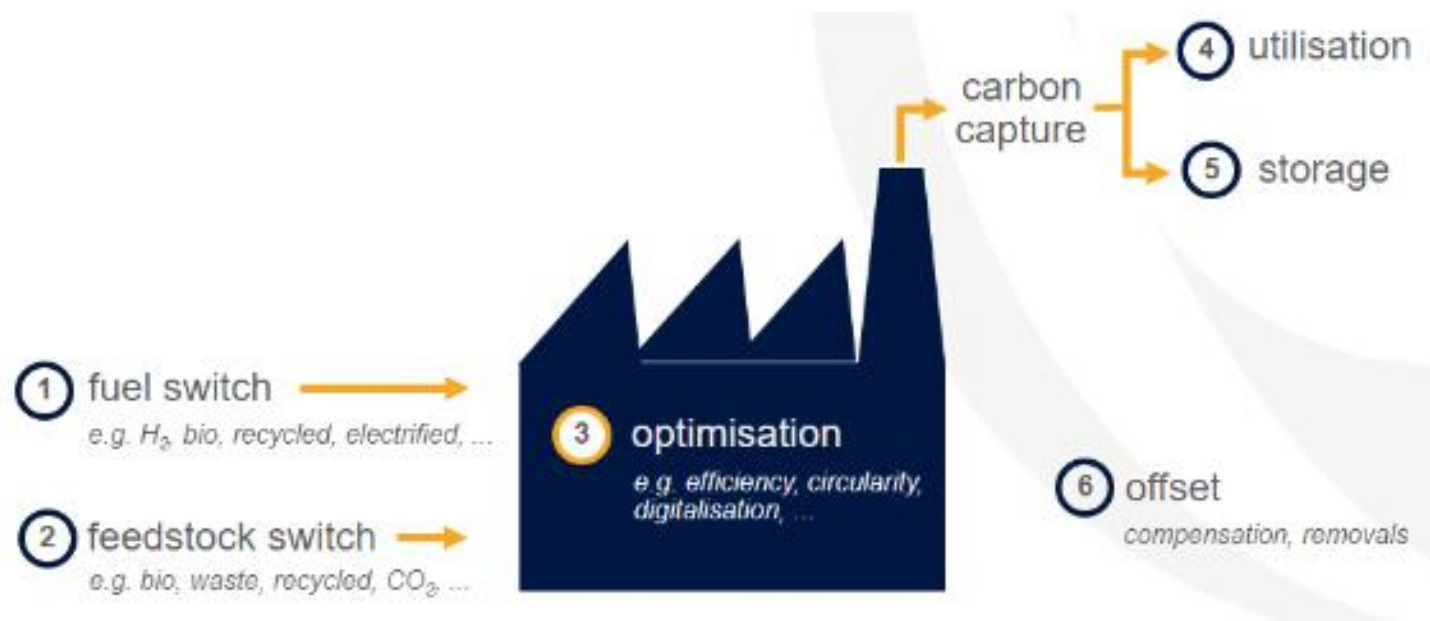 4 utilisation
carbon
capture
5 storage
1 fuel switch
e.g. H₂, bio, recycled, electrified, ...
3 optimisation
e.g. efficiency, circularity,
digitalisation, ...
6 offset
compensation, removals
2 feedstock switch
e.g. bio, waste, recycled, CO₂, ...